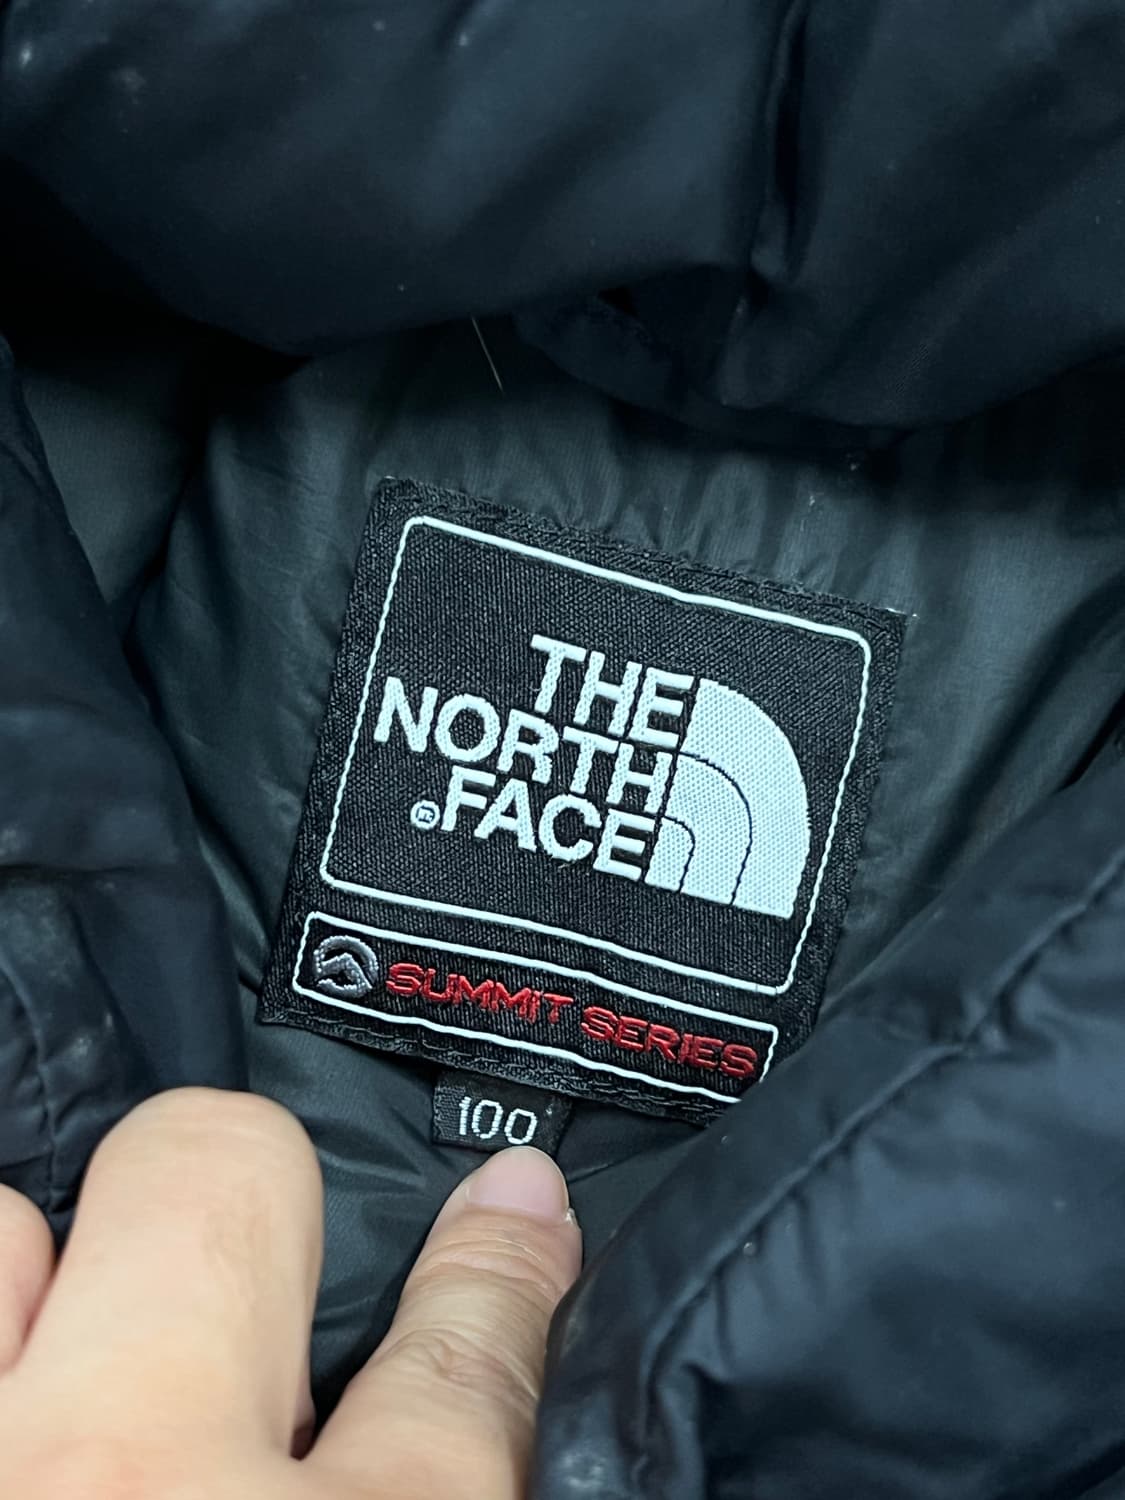 THE
NORTH
®FACE
SUMMIT SERIES
100